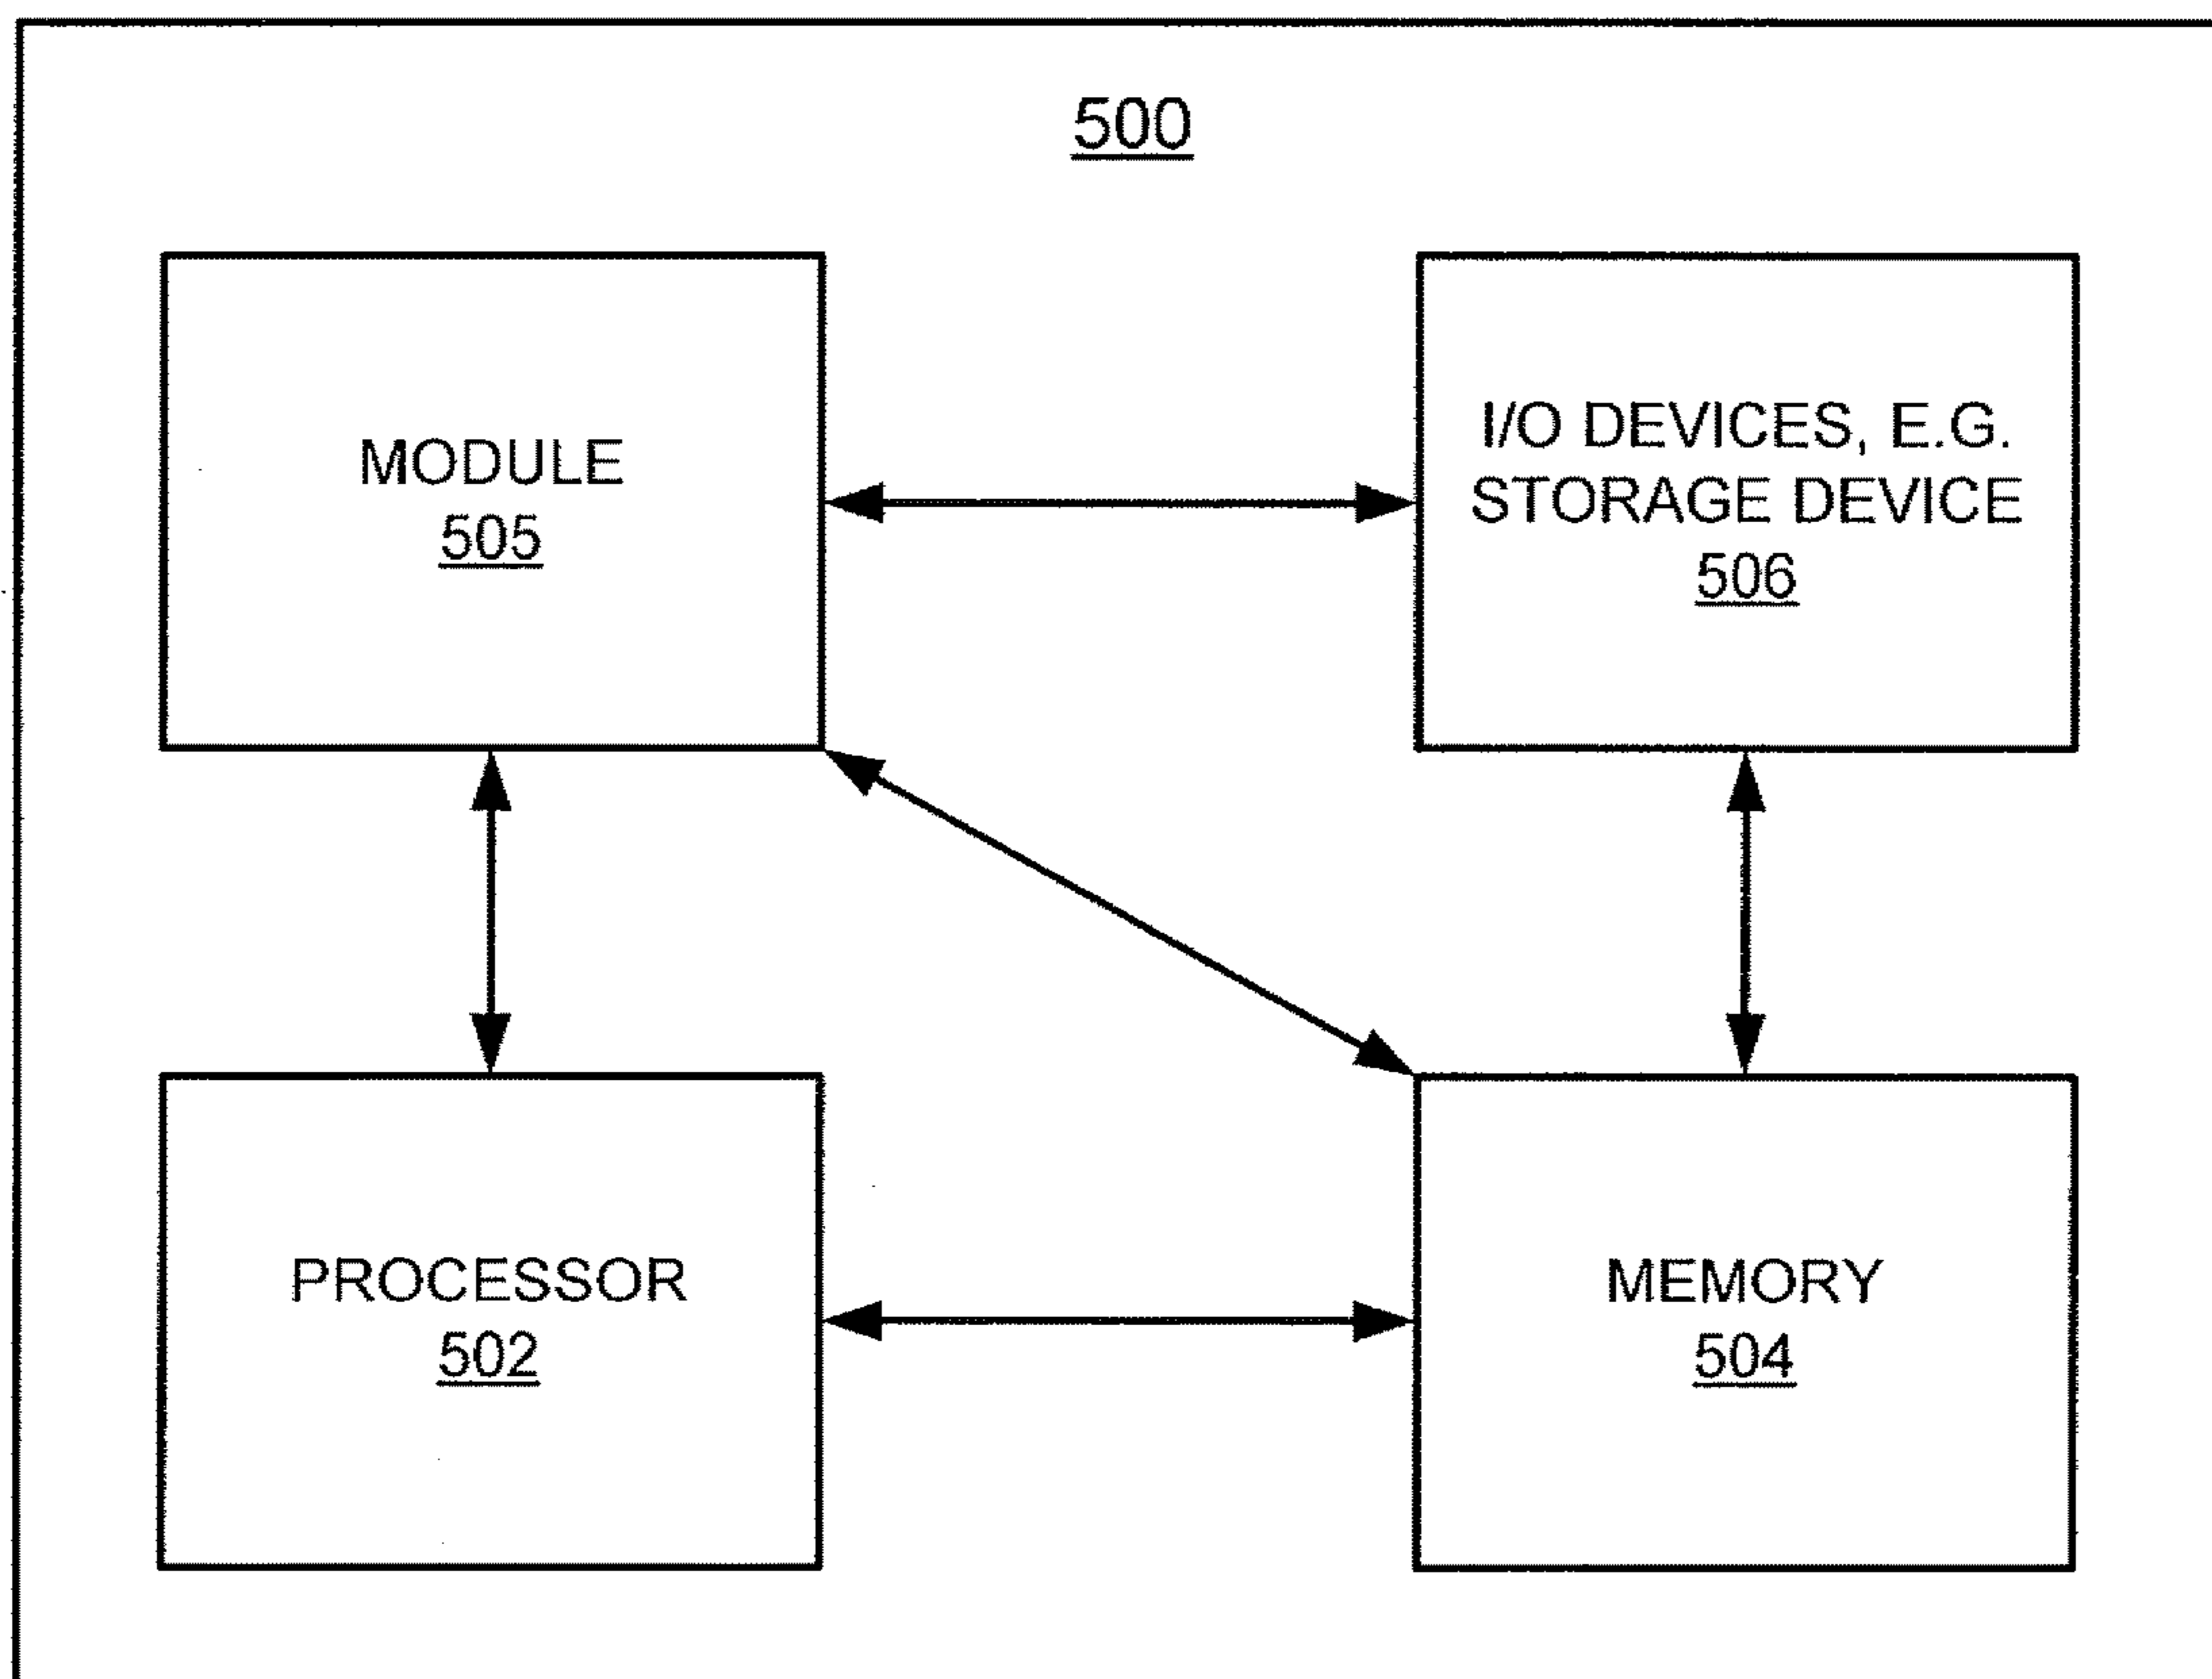 500
MODULE
505
I/O DEVICES, E.G.
STORAGE DEVICE
506
PROCESSOR
502
MEMORY
504